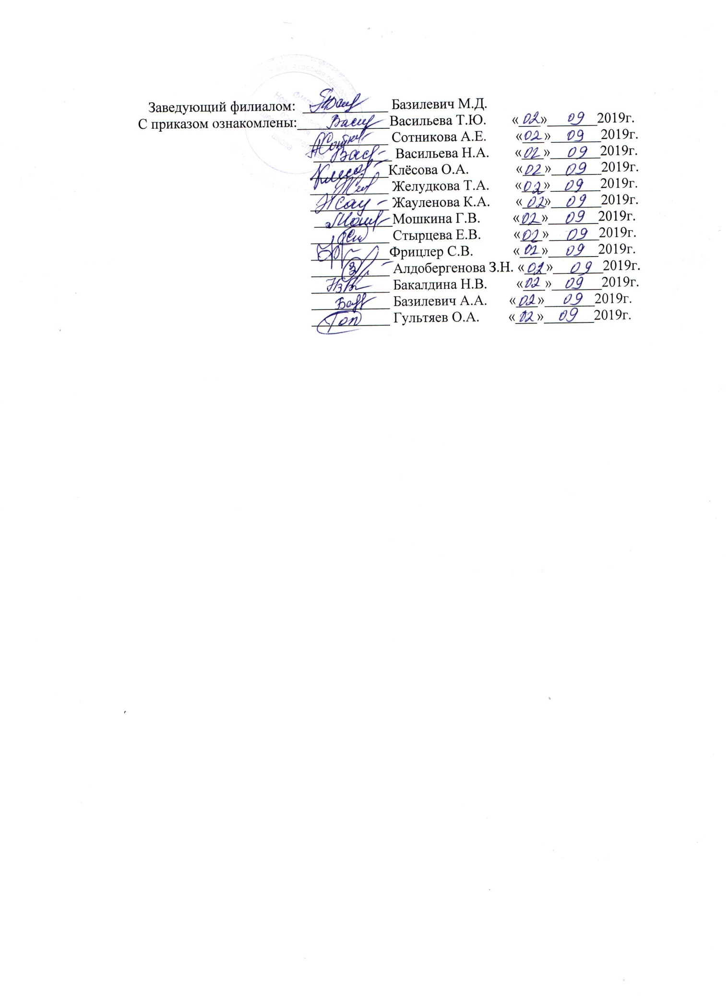 Заведующий филиалом: ____________ Базилевич М.Д.
С приказом ознакомлены:_____________Васильева Т.Ю. «02» 09 2019г.
____________ Сотникова А.Е. «02» 09 2019г.
____________ Васильева Н.А. «02» 09 2019г.
____________Клёсова О.А. «02» 09 2019г.
____________ Желудкова Т.А. «02» 09 2019г.
____________ Жауленова К.А. «02» 09 2019г.
____________Мошкина Г.В. «02» 09 2019г.
____________ Стырцева Е.В. «02» 09 2019г.
____________Фрицлер С.В. «02» 09 2019г.
____________ Алдобергенова З.Н. «02» 09 2019г.
____________ Бакалдина Н.В. «02» 09 2019г.
____________ Базилевич А.А. «02» 09 2019г.
____________ Гультяев О.А. «02» 09 2019г.